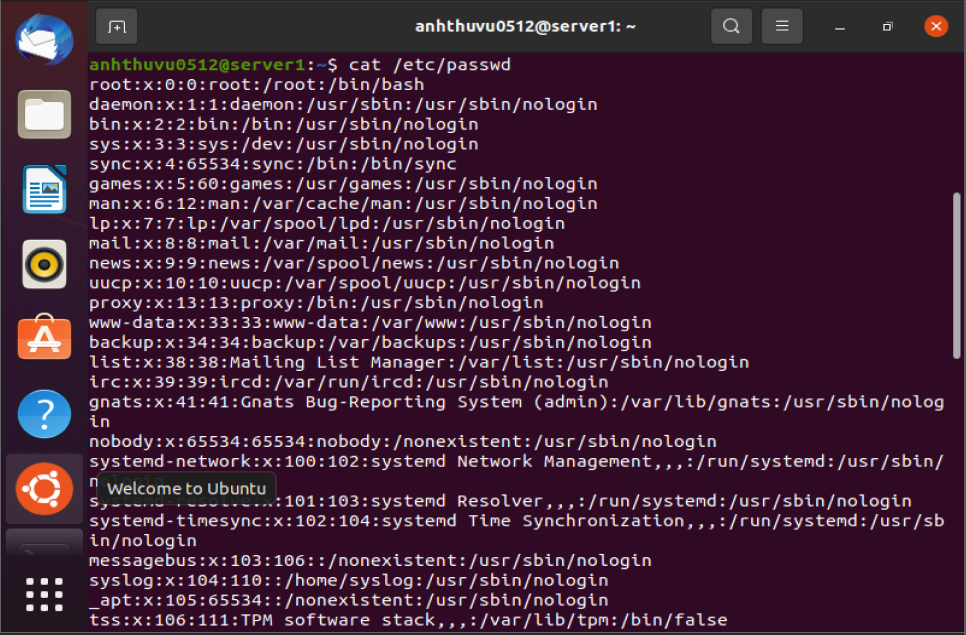 anhthuvu0512@server1: ~
anhthuvu0512@server1:~$ cat /etc/passwd
root:x:0:0:root:/root:/bin/bash
daemon:x:1:1:daemon:/usr/sbin:/usr/sbin/nologin
bin:x:2:2:bin:/bin:/usr/sbin/nologin
sys:x:3:3:sys:/dev:/usr/sbin/nologin
sync:x:4:65534:sync:/bin:/bin/sync
games:x:5:60:games:/usr/games:/usr/sbin/nologin
man:x:6:12:man:/var/cache/man:/usr/sbin/nologin
lp:x:7:7:lp:/var/spool/lpd:/usr/sbin/nologin
mail:x:8:8:mail:/var/mail:/usr/sbin/nologin
news:x:9:9:news:/var/spool/news:/usr/sbin/nologin
uucp:x:10:10:uucp:/var/spool/uucp:/usr/sbin/nologin
proxy:x:13:13:proxy:/bin:/usr/sbin/nologin
www-data:x:33:33:www-data:/var/www:/usr/sbin/nologin
backup:x:34:34:backup:/var/backups:/usr/sbin/nologin
list:x:38:38:Mailing List Manager:/var/list:/usr/sbin/nologin
irc:x:39:39:ircd:/var/run/ircd:/usr/sbin/nologin
gnats:x:41:41:Gnats Bug-Reporting System (admin):/var/lib/gnats:/usr/sbin/nolog
in
nobody:x:65534:65534:nobody:/nonexistent:/usr/sbin/nologin
systemd-network:x:100:102:systemd Network Management,,,:/run/systemd:/usr/sbin/
Welcome to Ubuntu
:x:101:103:systemd Resolver,,,:/run/systemd:/usr/sbin/nologin
systemd-timesync:x:102:104:systemd Time Synchronization,,,:/run/systemd:/usr/sb
in/nologin
messagebus:x:103:106::/nonexistent:/usr/sbin/nologin
syslog:x:104:110::/home/syslog:/usr/sbin/nologin
_apt:x:105:65534::/nonexistent:/usr/sbin/nologin
tss:x:106:111:TPM software stack,,,:/var/lib/tpm:/bin/false